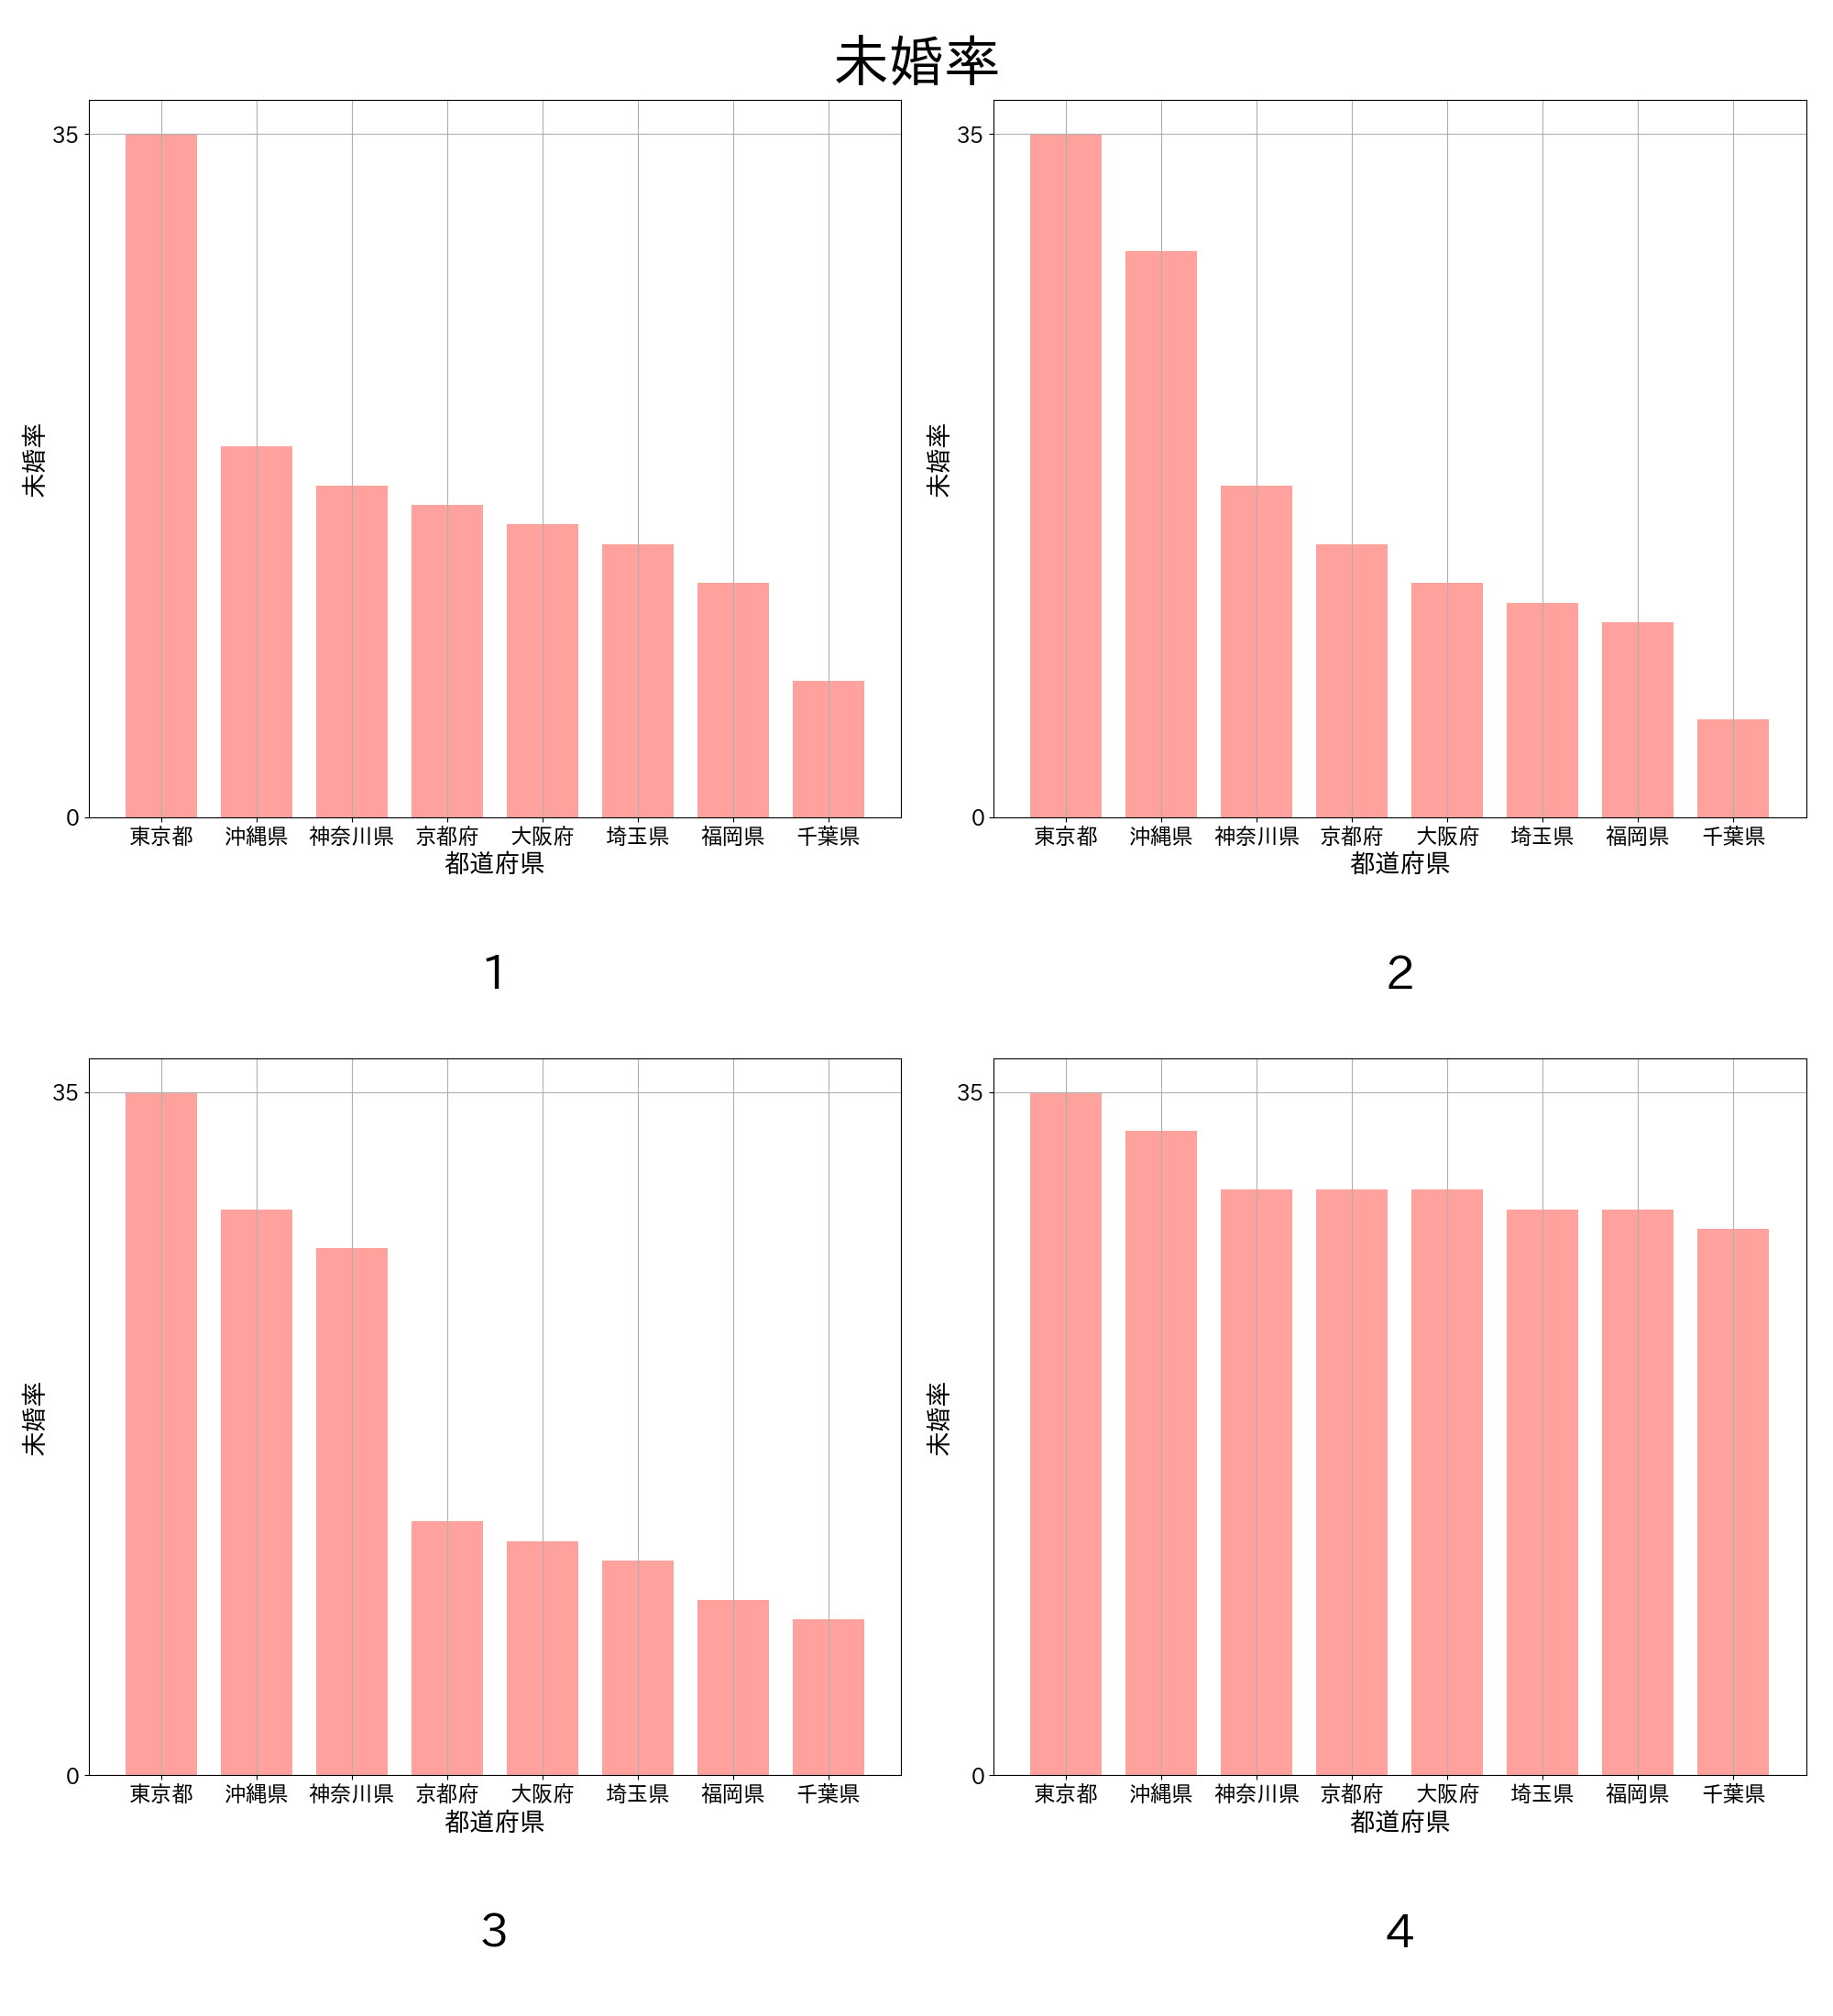 未婚率
35
0
未婚率
東京都 沖縄県 神奈川県 京都府 大阪府 埼玉県 福岡県 千葉県
都道府県
1
35
0
未婚率
東京都 沖縄県 神奈川県 京都府 大阪府 埼玉県 福岡県 千葉県
都道府県
2
35
0
未婚率
東京都 沖縄県 神奈川県 京都府 大阪府 埼玉県 福岡県 千葉県
都道府県
3
35
0
未婚率
東京都 沖縄県 神奈川県 京都府 大阪府 埼玉県 福岡県 千葉県
都道府県
4